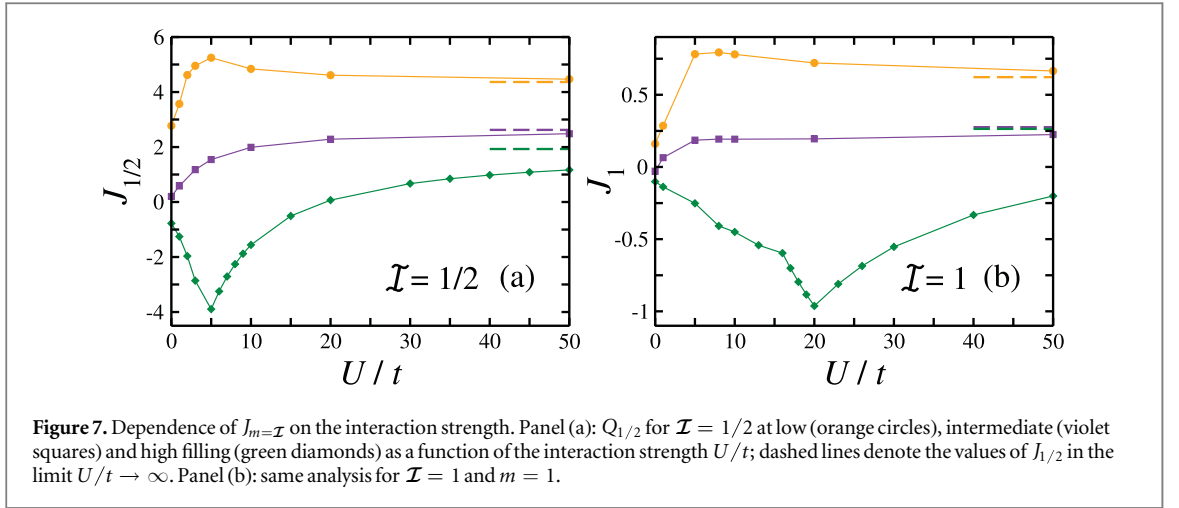 6
4
2
0
-2
-4
J1/2
0 10 20 30 40 50
U / t
𝓘 = 1/2 (a)
0.5
0
-0.5
-1
J1
0 10 20 30 40 50
U / t
𝓘 = 1 (b)
Figure 7. Dependence of Jm=𝓘 on the interaction strength. Panel (a): Q1/2 for 𝓘 = 1/2 at low (orange circles), intermediate (violet
squares) and high filling (green diamonds) as a function of the interaction strength U/t; dashed lines denote the values of J1/2 in the
limit U/t → ∞. Panel (b): same analysis for 𝓘 = 1 and m = 1.